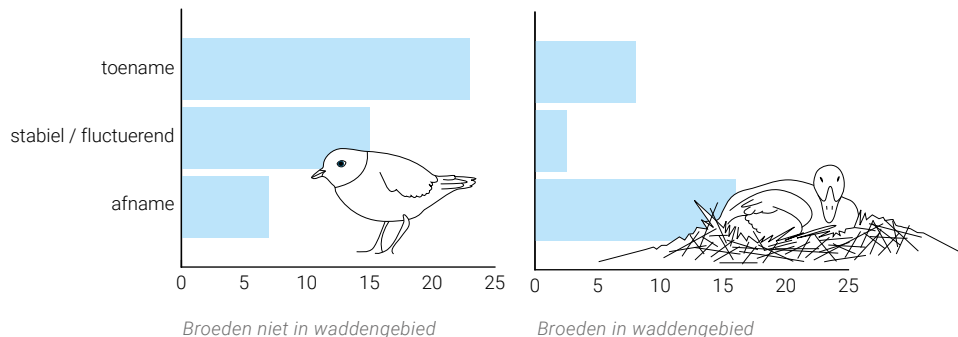 toename
stabiel / fluctuerend
afname
0 5 10 15 20 25
Broeden niet in waddengebied
0 5 10 15 20 25
Broeden in waddengebied